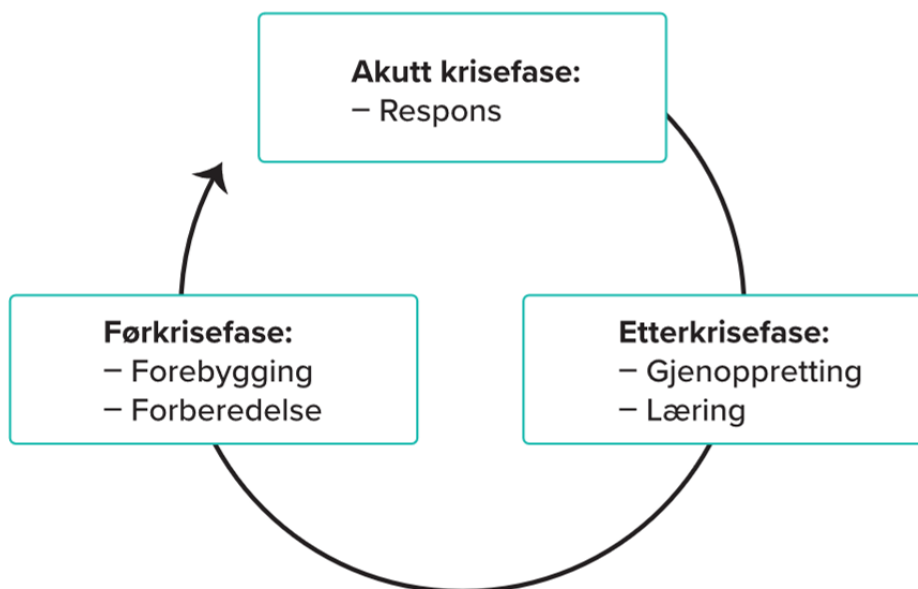 Akutt krisefase:
– Respons
Førkrisefase:
– Forebygging
– Forberedelse
Etterkrisefase:
– Gjenoppretting
– Læring